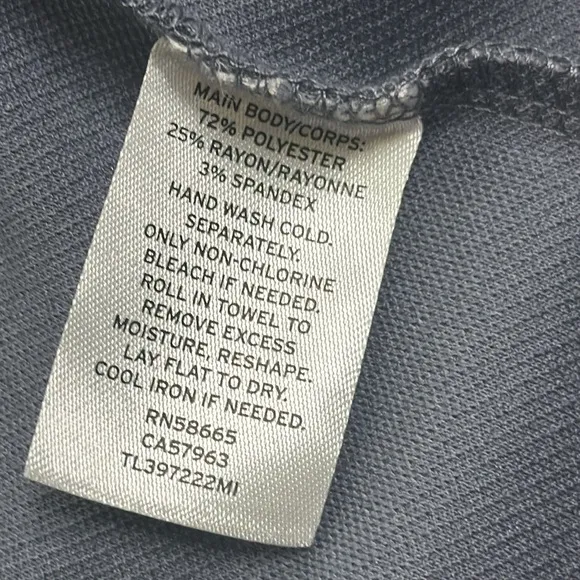 MAIN BODY/CORPS:
72% POLYESTER
25% RAYON/RAYONNE
3% SPANDEX
HAND WASH COLD.
SEPARATELY.
ONLY NON-CHLORINE
BLEACH IF NEEDED.
ROLL IN TOWEL TO
REMOVE EXCESS
MOISTURE, RESHAPE.
LAY FLAT TO DRY.
COOL IRON IF NEEDED.
RN58665
CA57963
TL397222MI